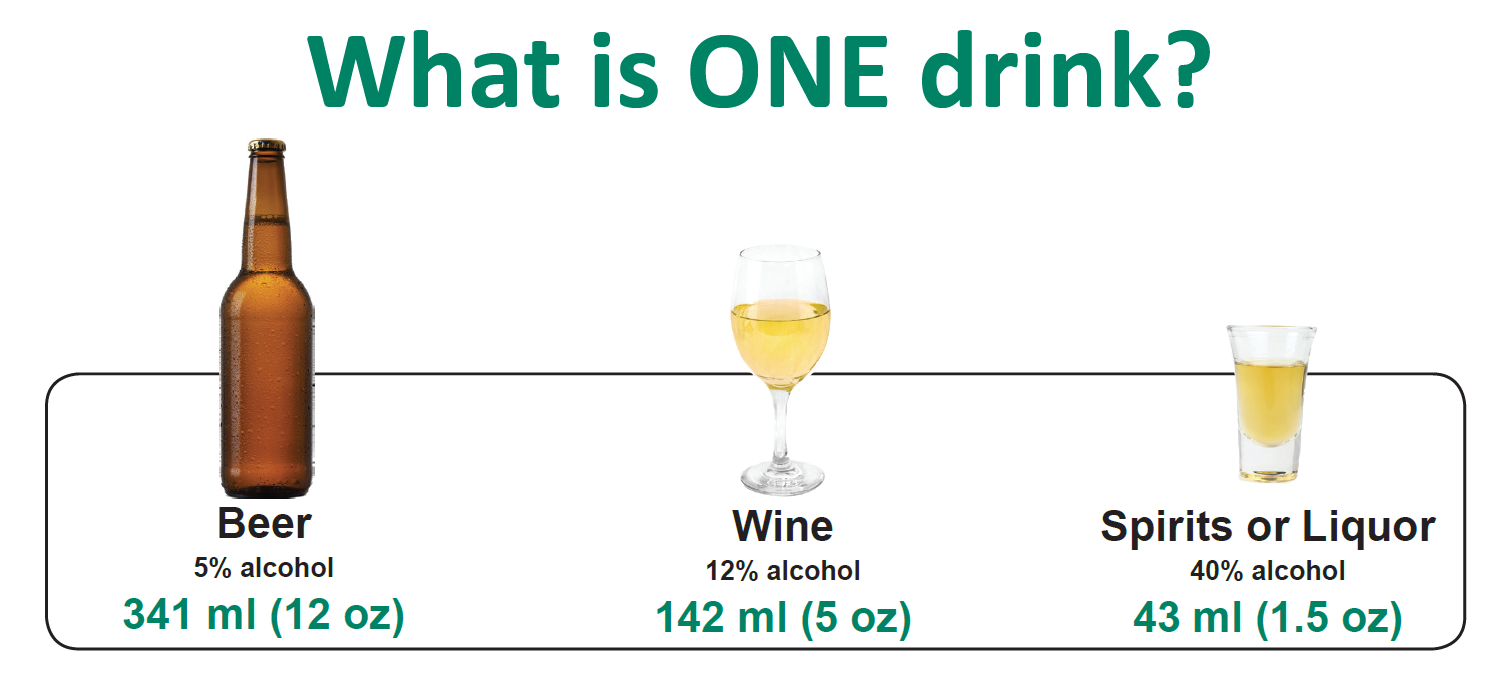 What is ONE drink?
Beer
5% alcohol
341 ml (12 oz)
Wine
12% alcohol
142 ml (5 oz)
Spirits or Liquor
40% alcohol
43 ml (1.5 oz)